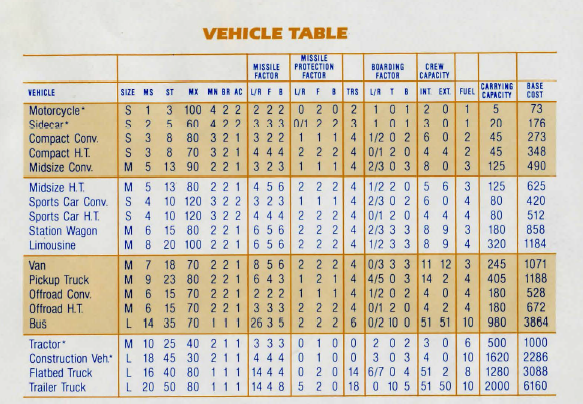 VEHICLE TABLE
MISSILE FACTOR MISSILE PROTECTION FACTOR BOARDING FACTOR CREW CAPACITY
VEHICLE SIZE MS ST MX MN BR AC L/R F B L/R F B TRS L/R T B INT. EXT. FUEL CARRYING CAPACITY BASE COST
Motorcycle* S 1 3 100 4 2 2 2 2 2 0 2 0 2 1 0 1 2 0 1 5 73
Sidecar* S 2 5 60 4 2 2 3 3 3 0/1 2 2 3 1 0 1 3 0 1 20 176
Compact Conv. S 3 8 80 3 2 1 3 2 2 1 1 1 4 1/2 0 2 6 0 2 45 273
Compact H.T. S 3 8 70 3 2 1 4 4 4 2 2 2 4 0/1 2 0 4 4 2 45 348
Midsize Conv. M 5 13 90 2 2 1 3 2 3 1 1 1 4 2/3 0 3 8 0 3 125 490
Midsize H.T. M 5 13 80 2 2 1 4 5 6 2 2 2 4 1/2 2 0 5 6 3 125 625
Sports Car Conv. S 4 10 120 3 2 2 3 2 3 1 1 1 4 2/3 0 2 6 0 4 80 420
Sports Car H.T. S 4 10 120 3 2 2 4 4 4 2 2 2 4 0/1 2 0 4 4 4 80 512
Station Wagon M 6 15 80 2 2 1 6 5 6 2 2 2 4 2/3 3 3 8 9 3 180 858
Limousine M 8 20 100 2 2 1 6 5 6 2 2 2 4 1/2 3 3 8 9 4 320 1184
Van M 7 18 70 2 2 1 8 5 6 2 2 2 4 0/3 3 3 11 12 3 245 1071
Pickup Truck M 9 23 80 2 2 1 6 4 3 2 1 2 4 4/5 0 3 14 2 4 405 1188
Offroad Conv. M 6 15 70 2 2 1 2 2 2 1 1 1 4 1/2 0 2 4 0 4 180 528
Offroad H.T. M 6 15 70 2 2 1 3 3 3 2 2 2 4 0/1 2 0 4 2 4 180 672
Bus L 14 35 70 1 1 1 26 3 5 2 2 2 6 0/2 10 0 51 51 10 980 3864
Tractor* M 10 25 40 2 1 1 3 3 3 0 1 0 0 2 0 2 3 0 6 500 1000
Construction Veh.* L 18 45 30 2 1 1 4 4 4 0 1 0 0 3 0 3 4 0 10 1620 2286
Flatbed Truck L 16 40 80 1 1 1 14 4 4 0 2 0 14 6/7 0 4 51 2 8 1280 3088
Trailer Truck L 20 50 80 1 1 1 14 4 8 5 2 0 18 0 10 5 51 50 10 2000 6160